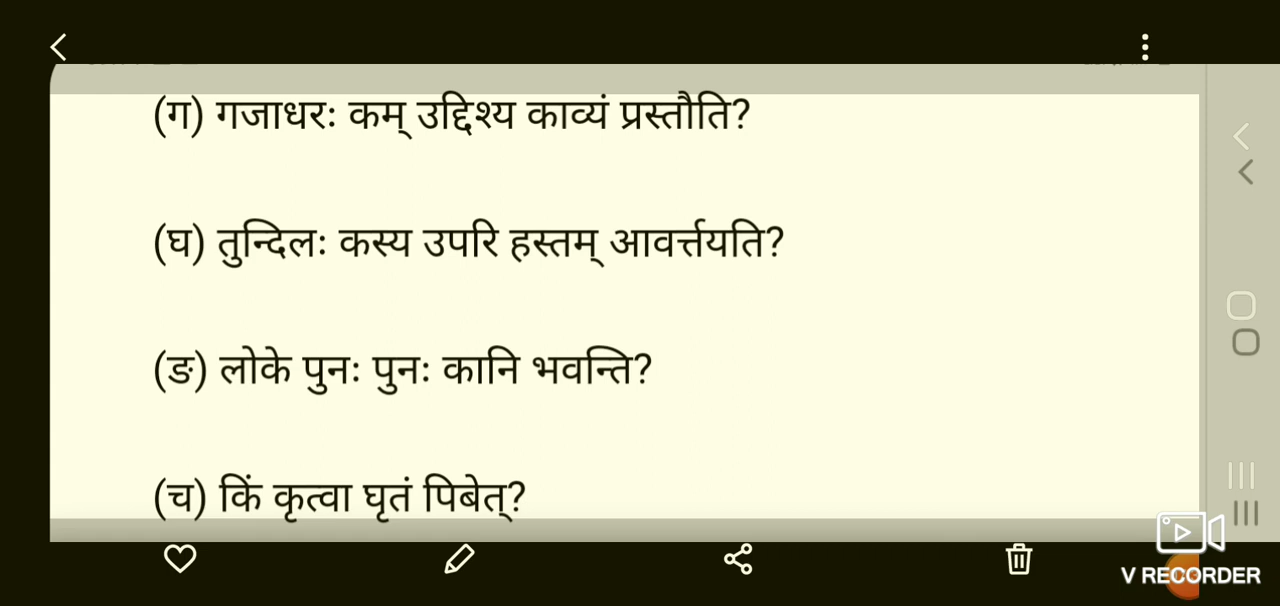 (ग) गजाधरः कम् उद्दिश्य काव्यं प्रस्तौति?
(घ) तुन्दिलः कस्य उपरि हस्तम् आवर्त्तयति?
(ङ) लोके पुनः पुनः कानि भवन्ति?
(च) किं कृत्वा घृतं पिबेत्?
V RECORDER